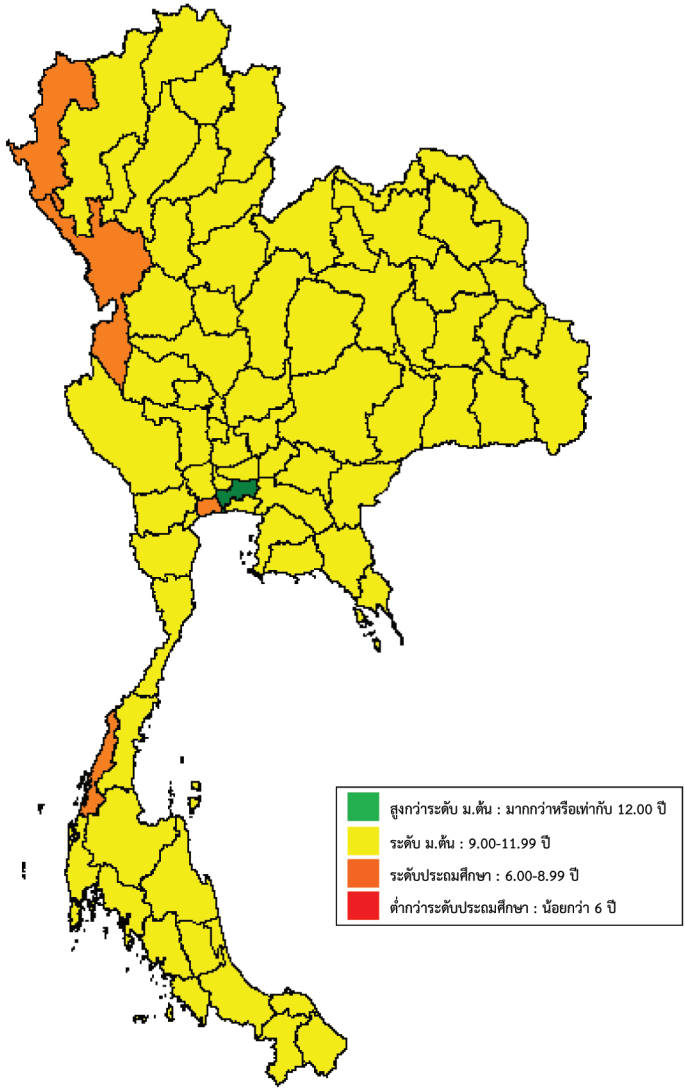 สูงกว่าระดับ ม.ต้น : มากกว่าหรือเท่ากับ 12.00 ปี
ระดับ ม.ต้น : 9.00-11.99 ปี
ระดับประถมศึกษา : 6.00-8.99 ปี
ต่ำกว่าระดับประถมศึกษา : น้อยกว่า 6 ปี